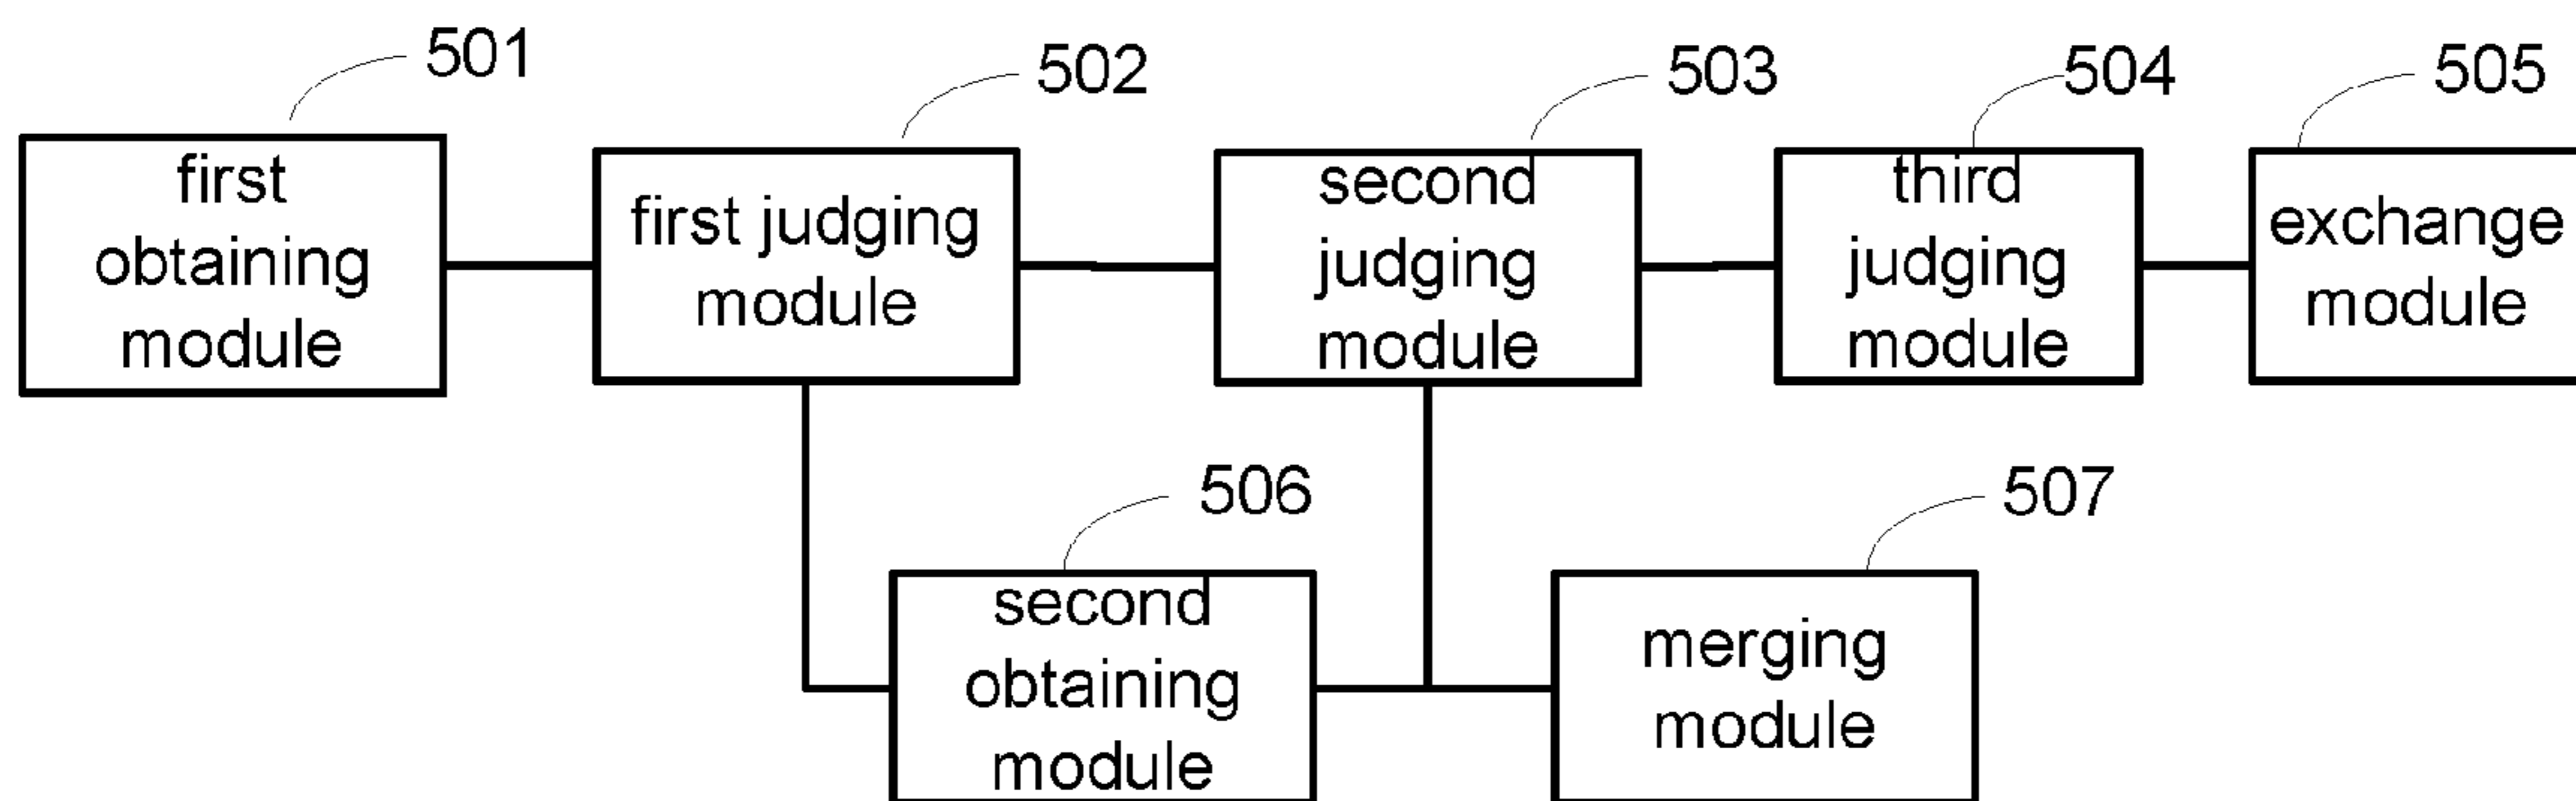 501
502
503
504
505
first
obtaining
module
first judging
module
second
judging
module
third
judging
module
exchange
module
506
507
second
obtaining
module
merging
module